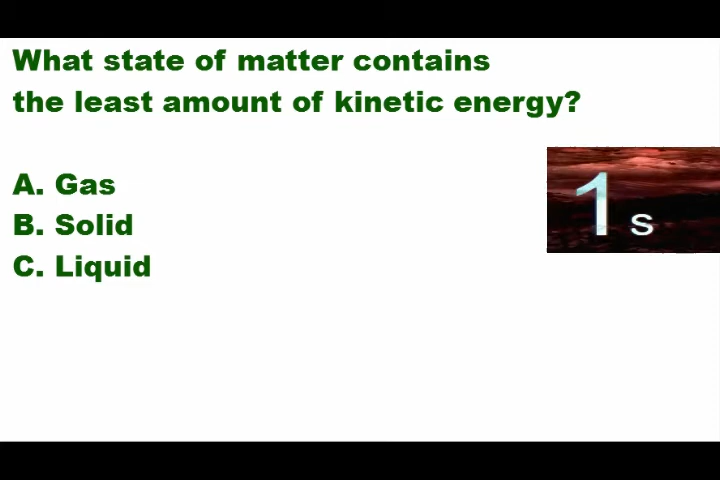 What state of matter contains
the least amount of kinetic energy?
A. Gas
B. Solid
C. Liquid
1 s